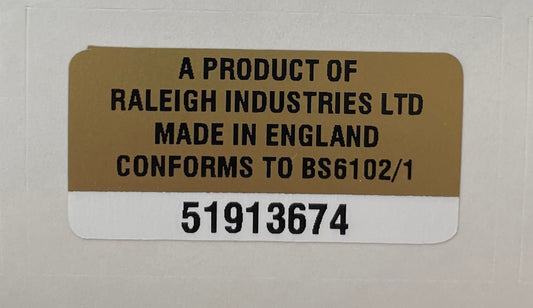 A PRODUCT OF
RALEIGH INDUSTRIES LTD
MADE IN ENGLAND
CONFORMS TO BS6102/1
51913674